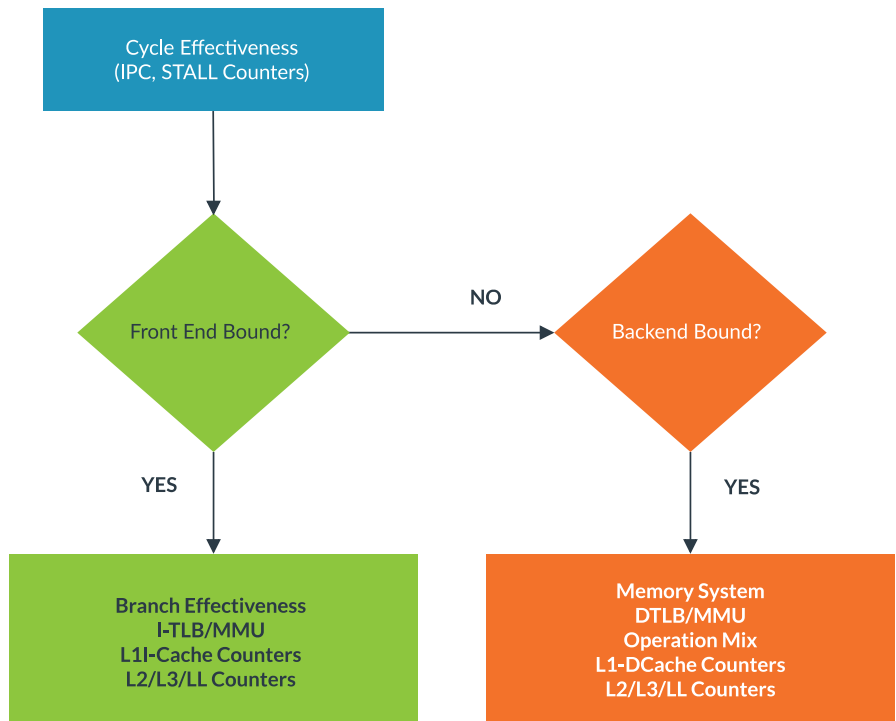 Cycle Effectiveness
(IPC, STALL Counters)
Front End Bound?
NO
Backend Bound?
YES
YES
Branch Effectiveness
I-TLB/MMU
L1I-Cache Counters
L2/L3/LL Counters
Memory System
DTLB/MMU
Operation Mix
L1-DCache Counters
L2/L3/LL Counters